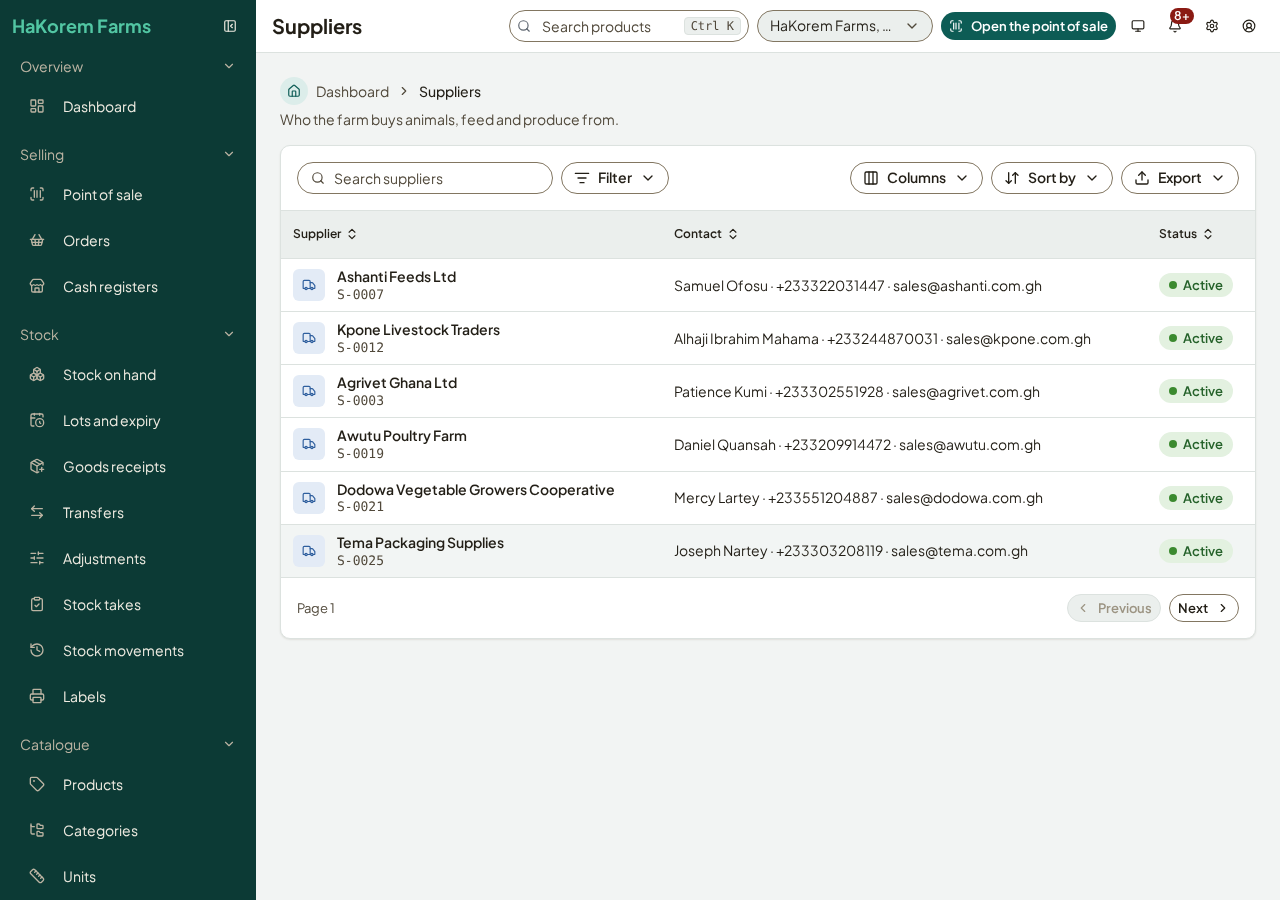 HaKorem Farms
Suppliers
Search products
Ctrl K
HaKorem Farms, ...
Open the point of sale
8+
Overview
Dashboard
Selling
Point of sale
Orders
Cash registers
Stock
Stock on hand
Lots and expiry
Goods receipts
Transfers
Adjustments
Stock takes
Stock movements
Labels
Catalogue
Products
Categories
Units
Dashboard
Suppliers
Who the farm buys animals, feed and produce from.
Search suppliers
Filter
Columns
Sort by
Export
Supplier
Contact
Status
Ashanti Feeds Ltd
S-0007
Samuel Ofosu · +233322031447 · sales@ashanti.com.gh
Active
Kpone Livestock Traders
S-0012
Alhaji Ibrahim Mahama · +233244870031 · sales@kpone.com.gh
Active
Agrivet Ghana Ltd
S-0003
Patience Kumi · +233302551928 · sales@agrivet.com.gh
Active
Awutu Poultry Farm
S-0019
Daniel Quansah · +233209914472 · sales@awutu.com.gh
Active
Dodowa Vegetable Growers Cooperative
S-0021
Mercy Lartey · +233551204887 · sales@dodowa.com.gh
Active
Tema Packaging Supplies
S-0025
Joseph Nartey · +233303208119 · sales@tema.com.gh
Active
Page 1
Previous
Next